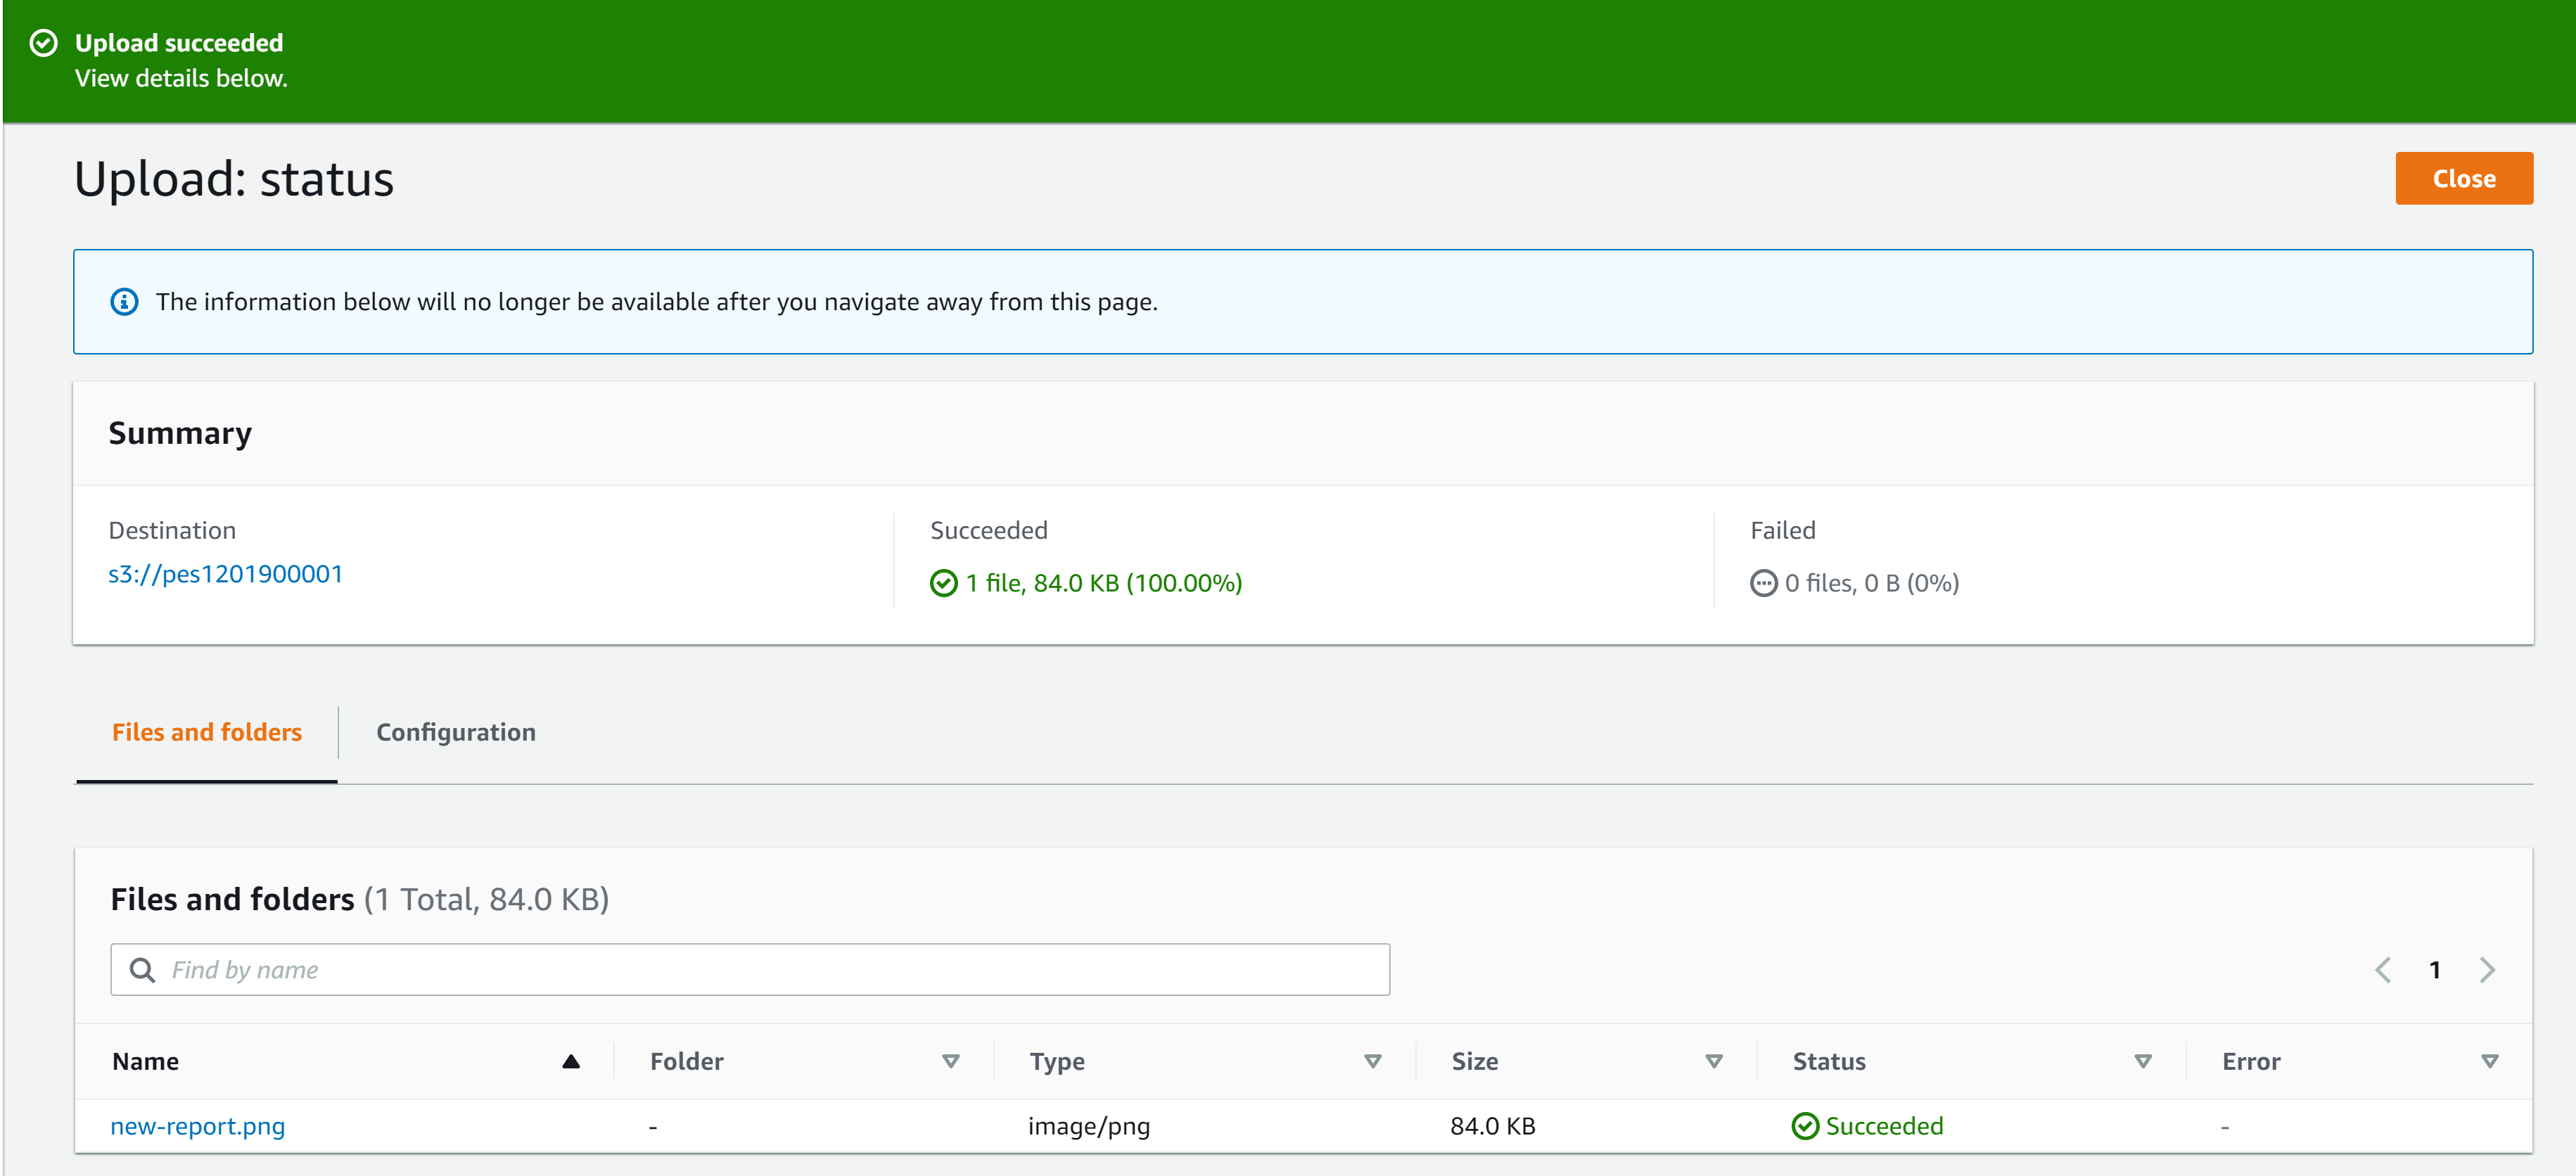 Upload succeeded
View details below.
Upload: status
Close
The information below will no longer be available after you navigate away from this page.
Summary
Destination
s3://pes1201900001
Succeeded
1 file, 84.0 KB (100.00%)
Failed
0 files, 0 B (0%)
Files and folders
Configuration
Files and folders (1 Total, 84.0 KB)
Find by name
1
Name Folder Type Size Status Error
new-report.png - image/png 84.0 KB Succeeded -